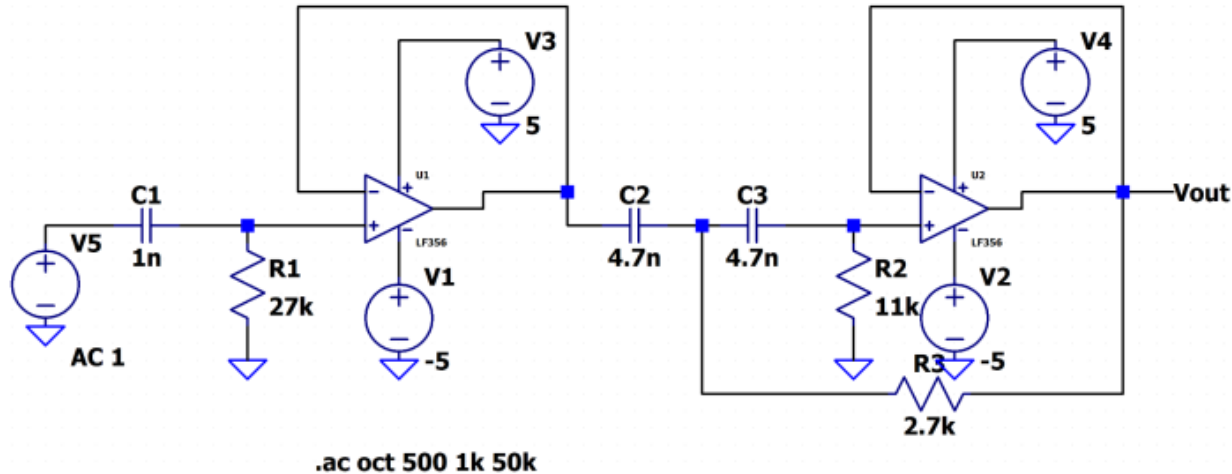 V3
V4
U1
U2
5
5
C1
C2
C3
Vout
V5
1n
LF356
4.7n
4.7n
LF356
R1
V1
R2
V2
27k
11k
AC 1
-5
-5
R3
2.7k
.ac oct 500 1k 50k